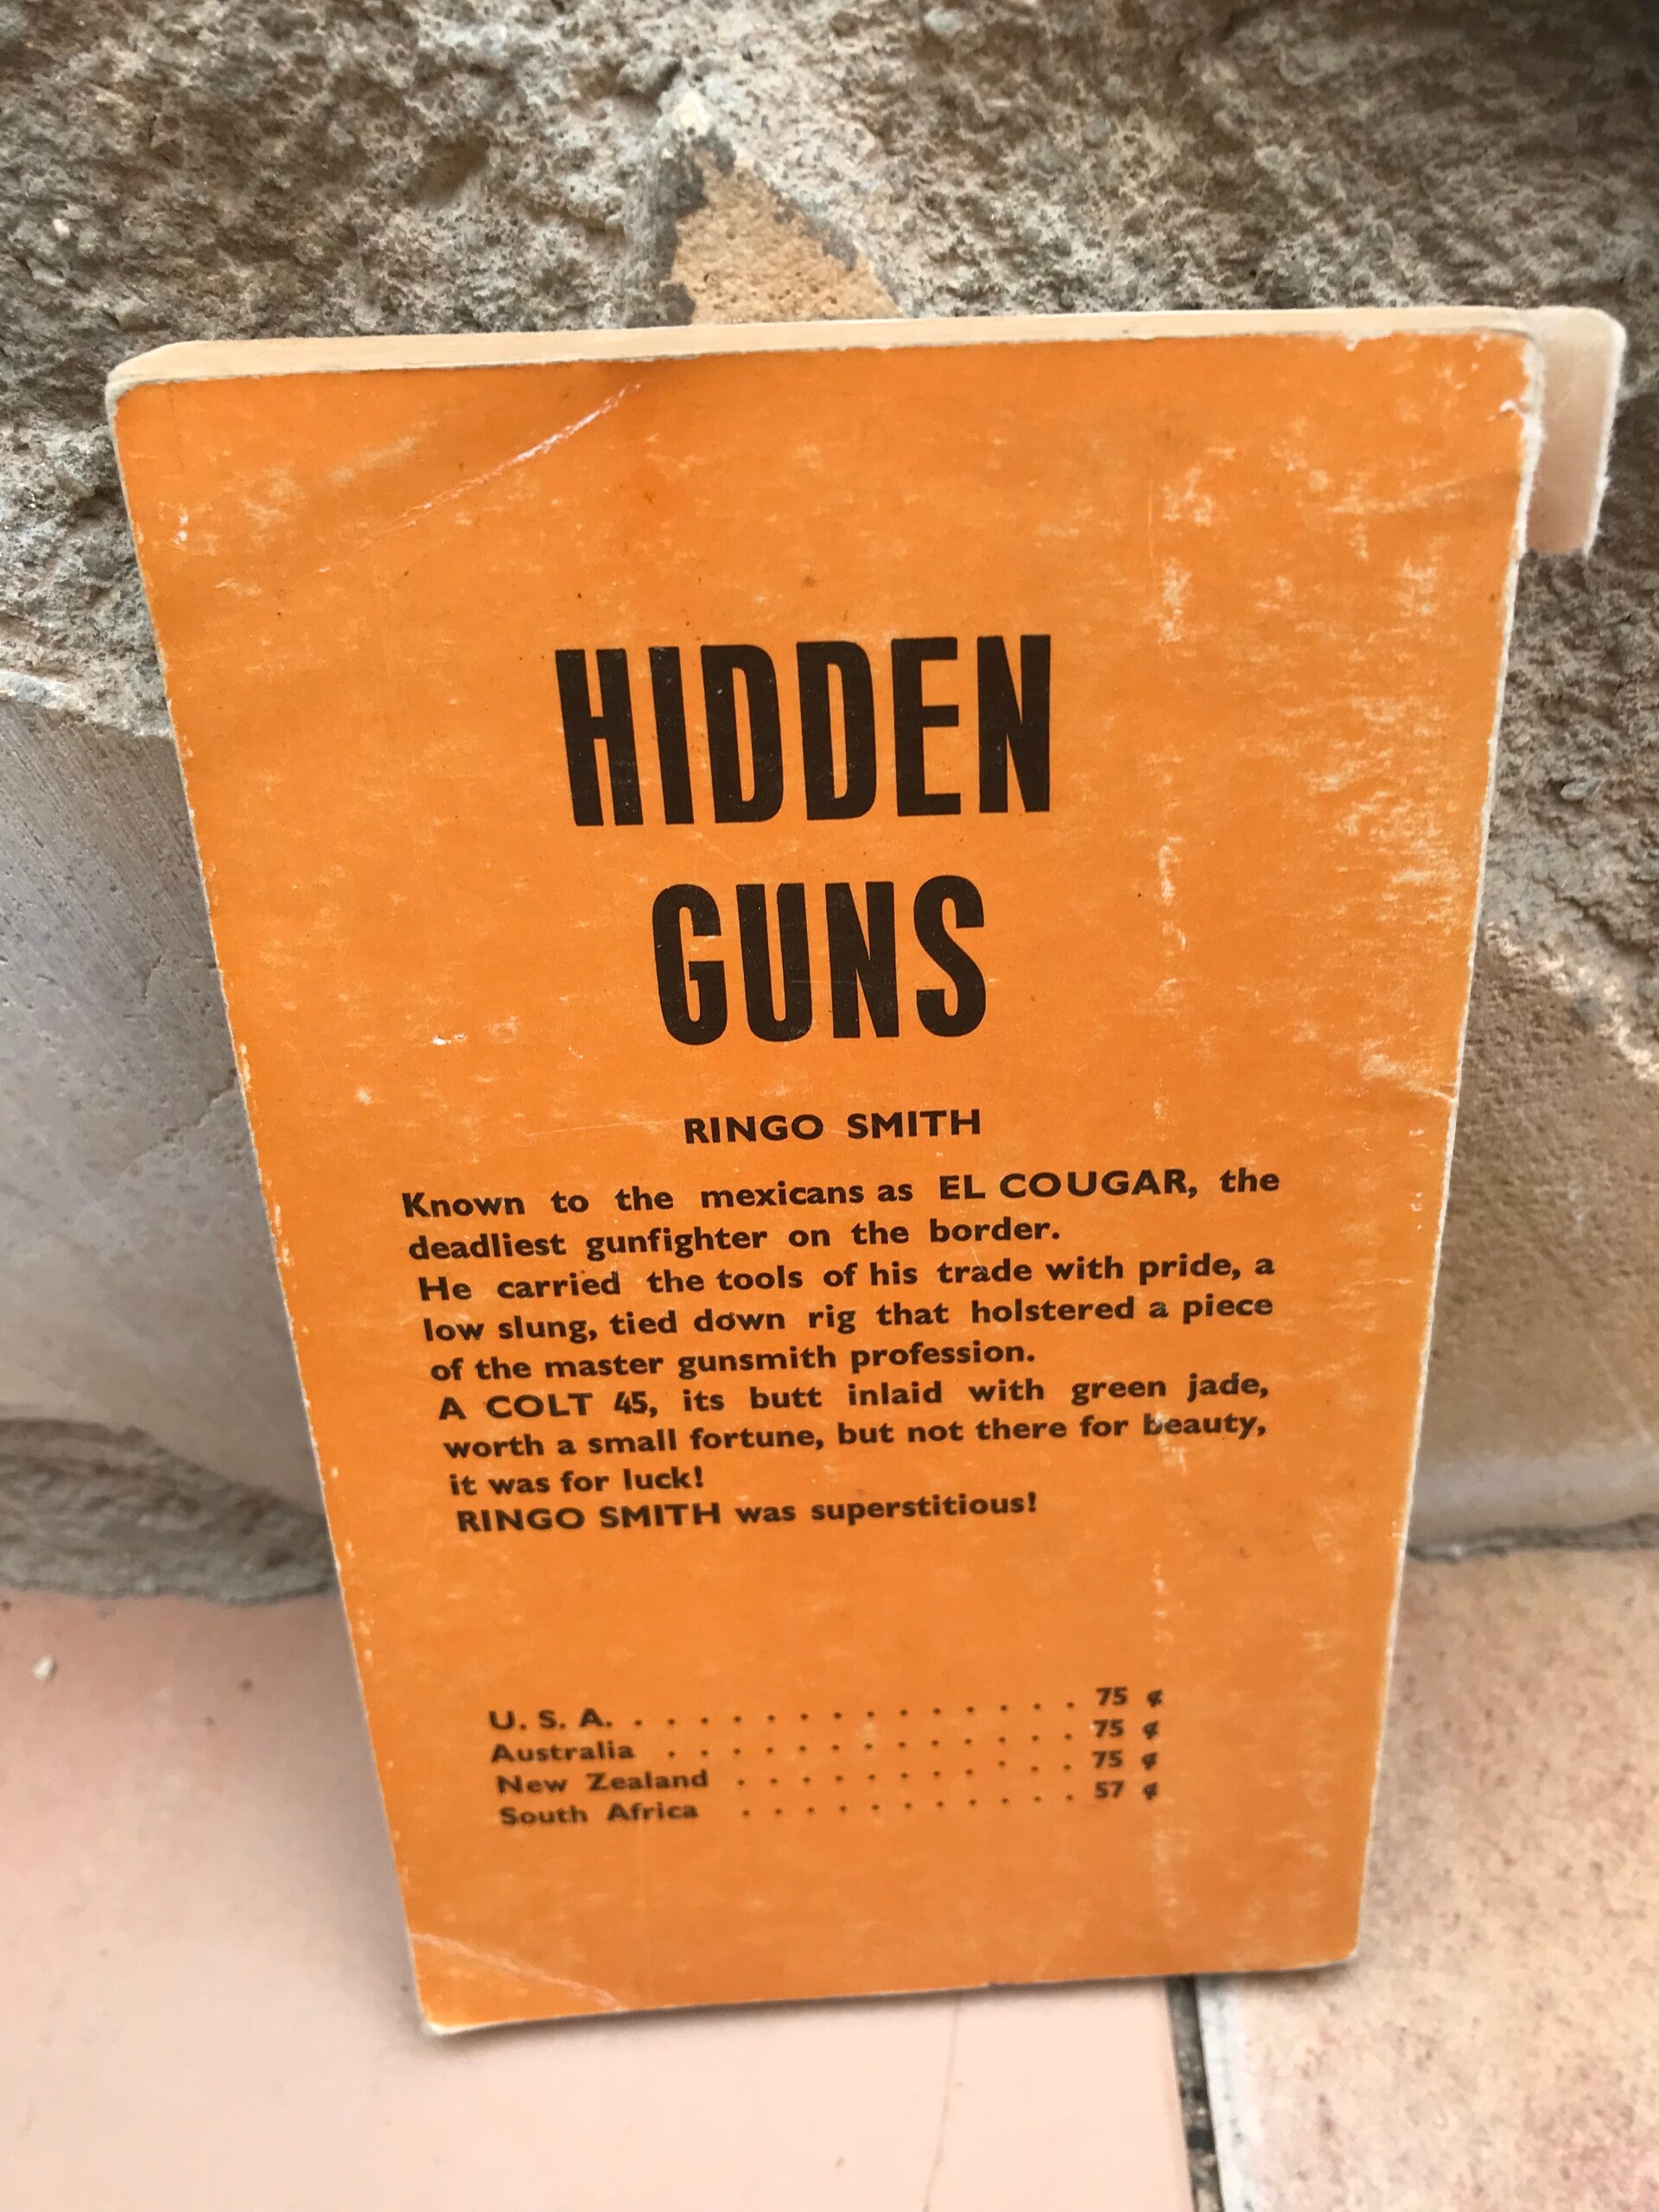 HIDDEN
GUNS
RINGO SMITH
Known to the mexicans as EL COUGAR, the
deadliest gunfighter on the border.
He carried the tools of his trade with pride, a
low slung, tied down rig that holstered a piece
of the master gunsmith profession.
A COLT 45, its butt inlaid with green jade,
worth a small fortune, but not there for beauty,
it was for luck!
RINGO SMITH was superstitious!
U. S. A. . . . . . . . . . . . . . . 75 ¢
Australia . . . . . . . . . . . . . 75 ¢
New Zealand . . . . . . . . . . . 75 ¢
South Africa . . . . . . . . . . . 57 ¢